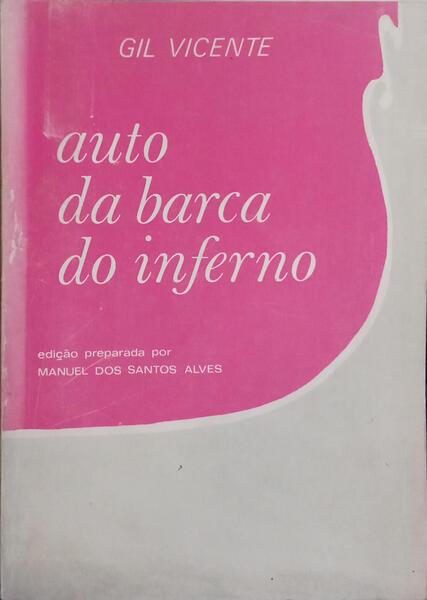 GIL VICENTE
auto
da barca
do inferno
edição preparada por
MANUEL DOS SANTOS ALVES